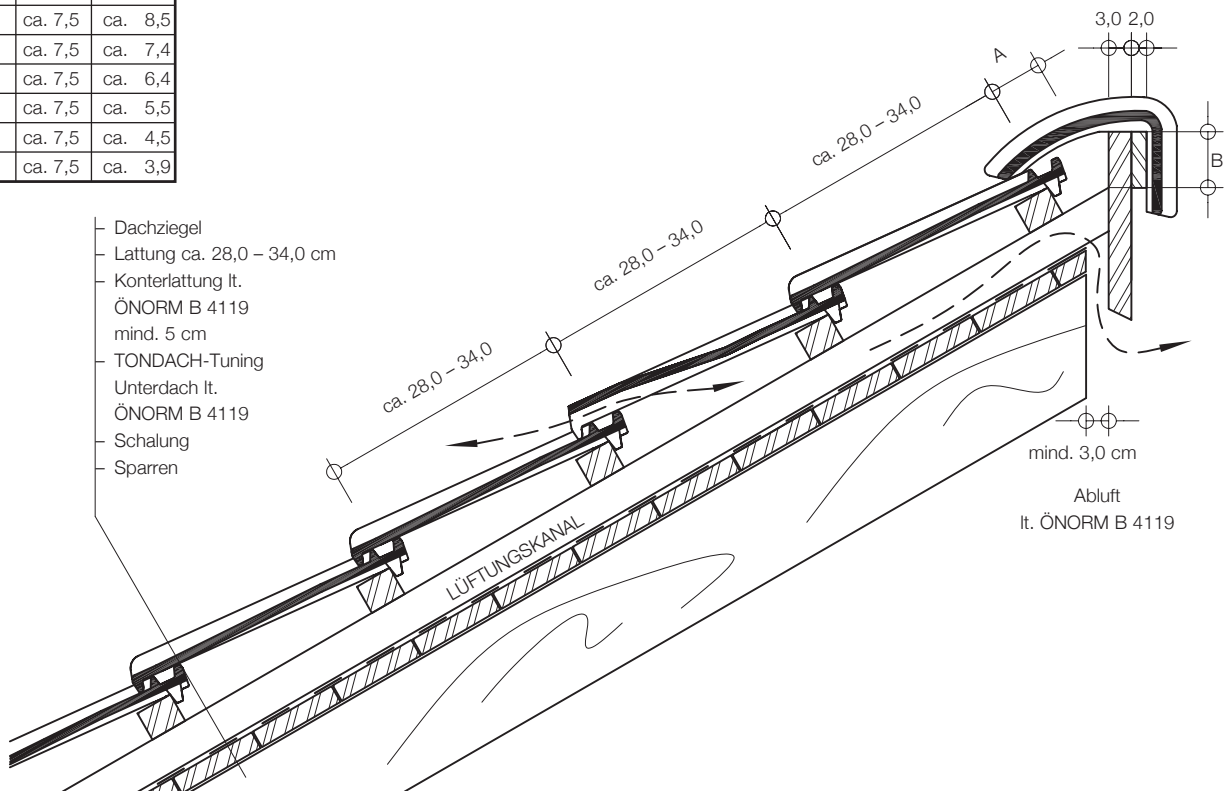 ca. 7,5 ca. 8,5
ca. 7,5 ca. 7,4
ca. 7,5 ca. 6,4
ca. 7,5 ca. 5,5
ca. 7,5 ca. 4,5
ca. 7,5 ca. 3,9
3,0 2,0
A
B
ca. 28,0 – 34,0
ca. 28,0 – 34,0
ca. 28,0 – 34,0
Dachziegel
Lattung ca. 28,0 – 34,0 cm
Konterlattung lt.
ÖNORM B 4119
mind. 5 cm
TONDACH-Tuning
Unterdach lt.
ÖNORM B 4119
Schalung
Sparren
LÜFTUNGSKANAL
mind. 3,0 cm
Abluft
lt. ÖNORM B 4119